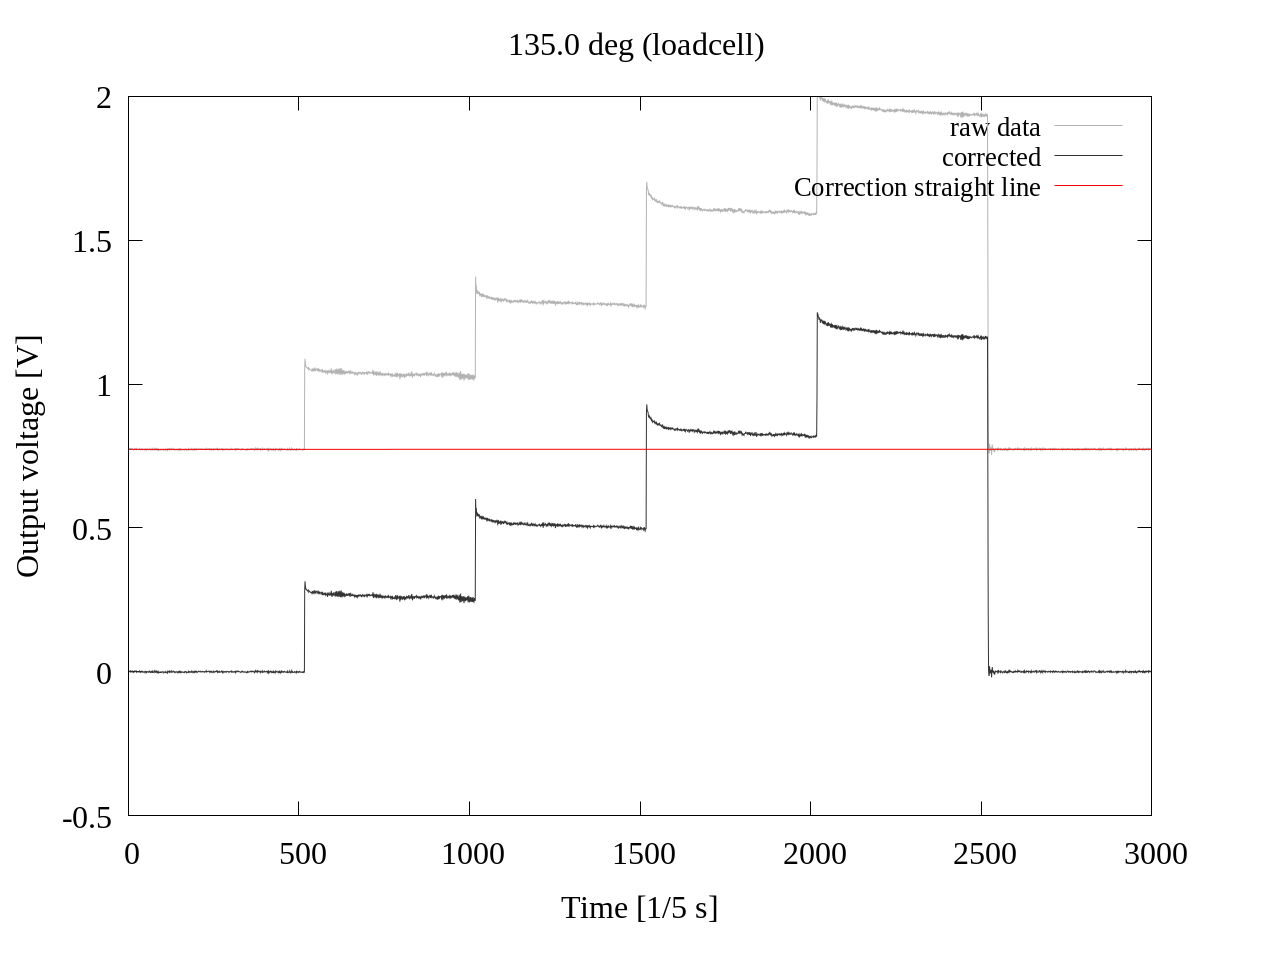 135.0 deg (loadcell)
2
1.5
1
0.5
0
-0.5
Output voltage [V]
raw data
corrected
Correction straight line
0 500 1000 1500 2000 2500 3000
Time [1/5 s]